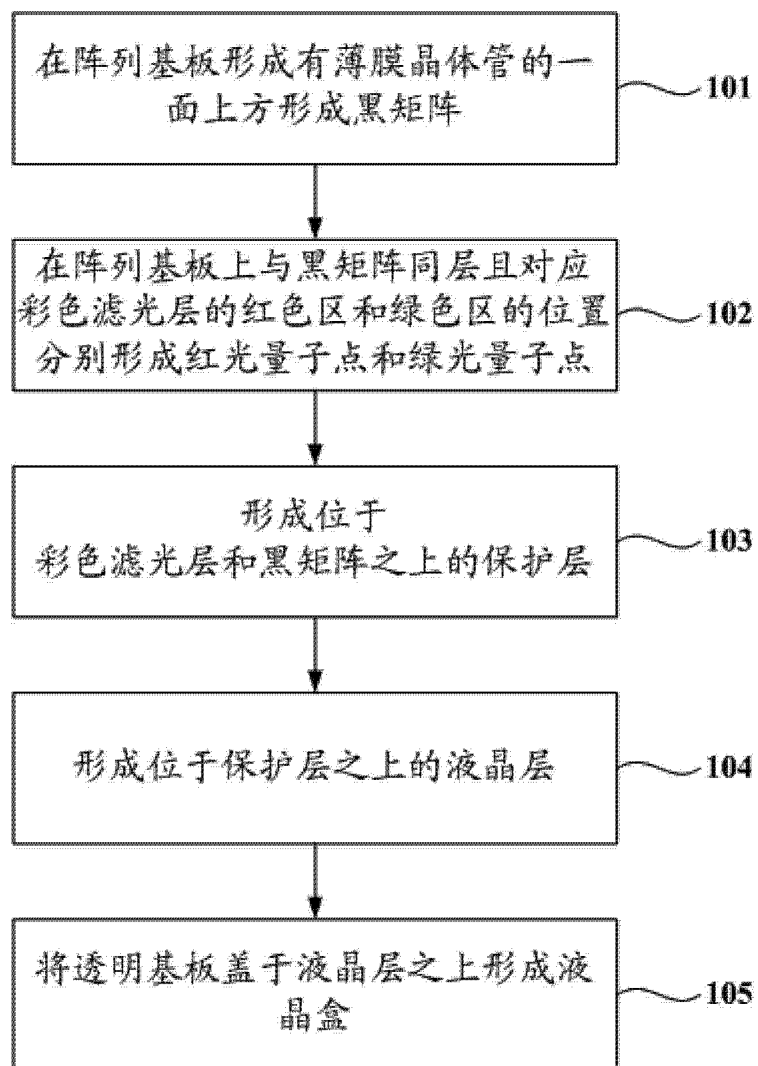 在阵列基板形成有薄膜晶体管的一
面上方形成黑矩阵
101
在阵列基板上与黑矩阵同层且对应
彩色滤光层的红色区和绿色区的位置
分别形成红光量子点和绿光量子点
102
形成位于
彩色滤光层和黑矩阵之上的保护层
103
形成位于保护层之上的液晶层
104
将透明基板盖于液晶层之上形成液
晶盒
105